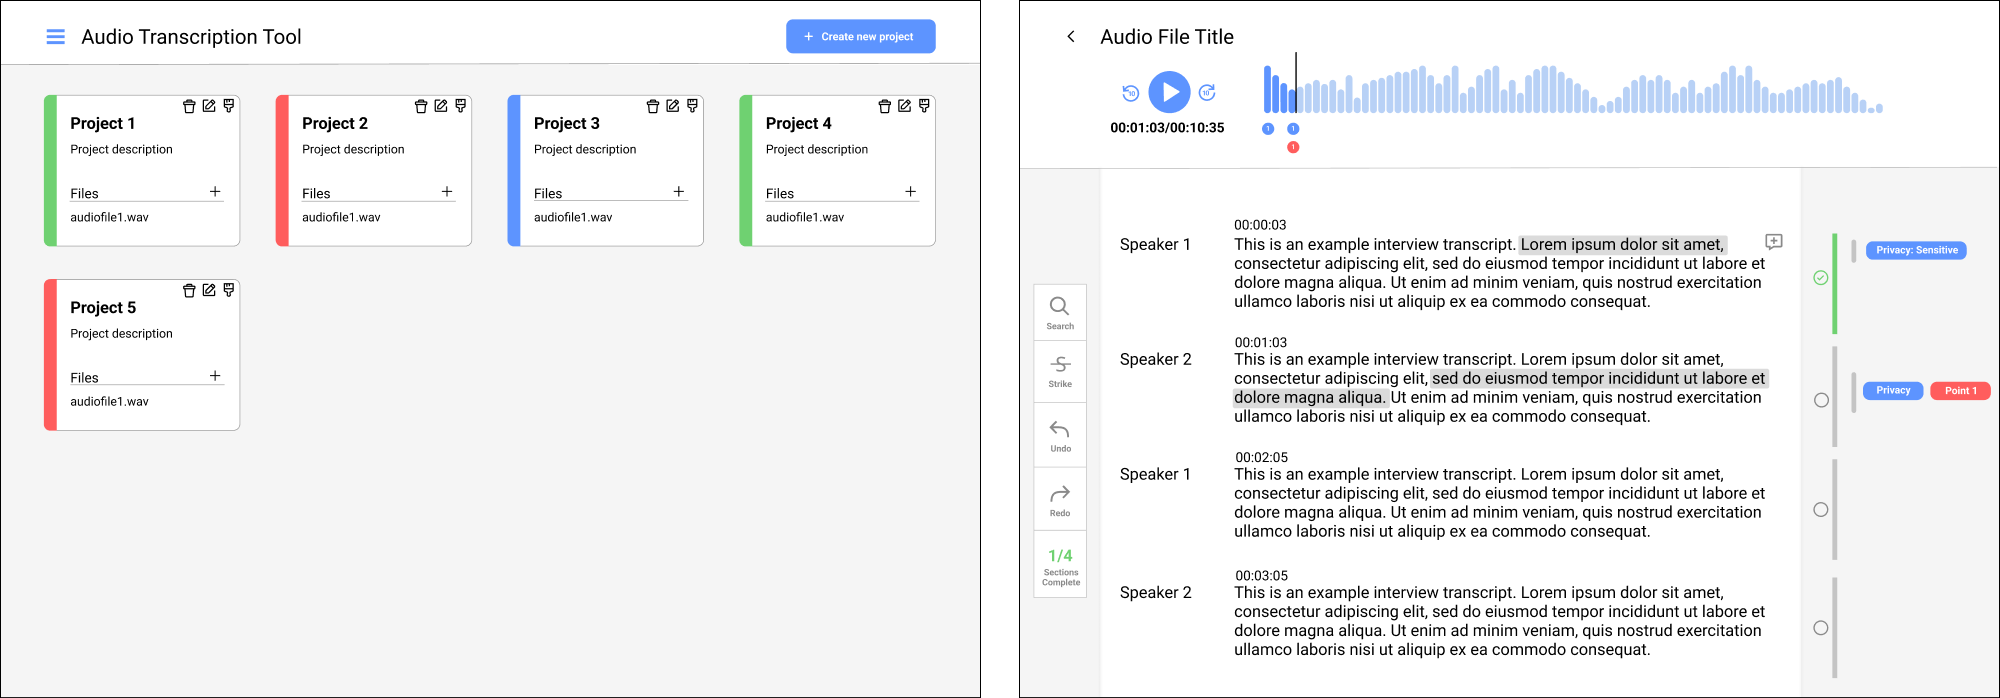 Audio Transcription Tool
+ Create new project
Project 1
Project description
Files +
audiofile1.wav
Project 2
Project description
Files +
audiofile1.wav
Project 3
Project description
Files +
audiofile1.wav
Project 4
Project description
Files +
audiofile1.wav
Project 5
Project description
Files +
audiofile1.wav
Audio File Title
10
10
00:01:03/00:10:35
1
1
1
Search
Strike
Undo
Redo
1/4
Sections
Complete
00:00:03
Speaker 1
This is an example interview transcript. Lorem ipsum dolor sit amet,
consectetur adipiscing elit, sed do eiusmod tempor incididunt ut labore et
dolore magna aliqua. Ut enim ad minim veniam, quis nostrud exercitation
ullamco laboris nisi ut aliquip ex ea commodo consequat.
Privacy: Sensitive
00:01:03
Speaker 2
This is an example interview transcript. Lorem ipsum dolor sit amet,
consectetur adipiscing elit, sed do eiusmod tempor incididunt ut labore et
dolore magna aliqua. Ut enim ad minim veniam, quis nostrud exercitation
ullamco laboris nisi ut aliquip ex ea commodo consequat.
Privacy
Point 1
00:02:05
Speaker 1
This is an example interview transcript. Lorem ipsum dolor sit amet,
consectetur adipiscing elit, sed do eiusmod tempor incididunt ut labore et
dolore magna aliqua. Ut enim ad minim veniam, quis nostrud exercitation
ullamco laboris nisi ut aliquip ex ea commodo consequat.
00:03:05
Speaker 2
This is an example interview transcript. Lorem ipsum dolor sit amet,
consectetur adipiscing elit, sed do eiusmod tempor incididunt ut labore et
dolore magna aliqua. Ut enim ad minim veniam, quis nostrud exercitation
ullamco laboris nisi ut aliquip ex ea commodo consequat.